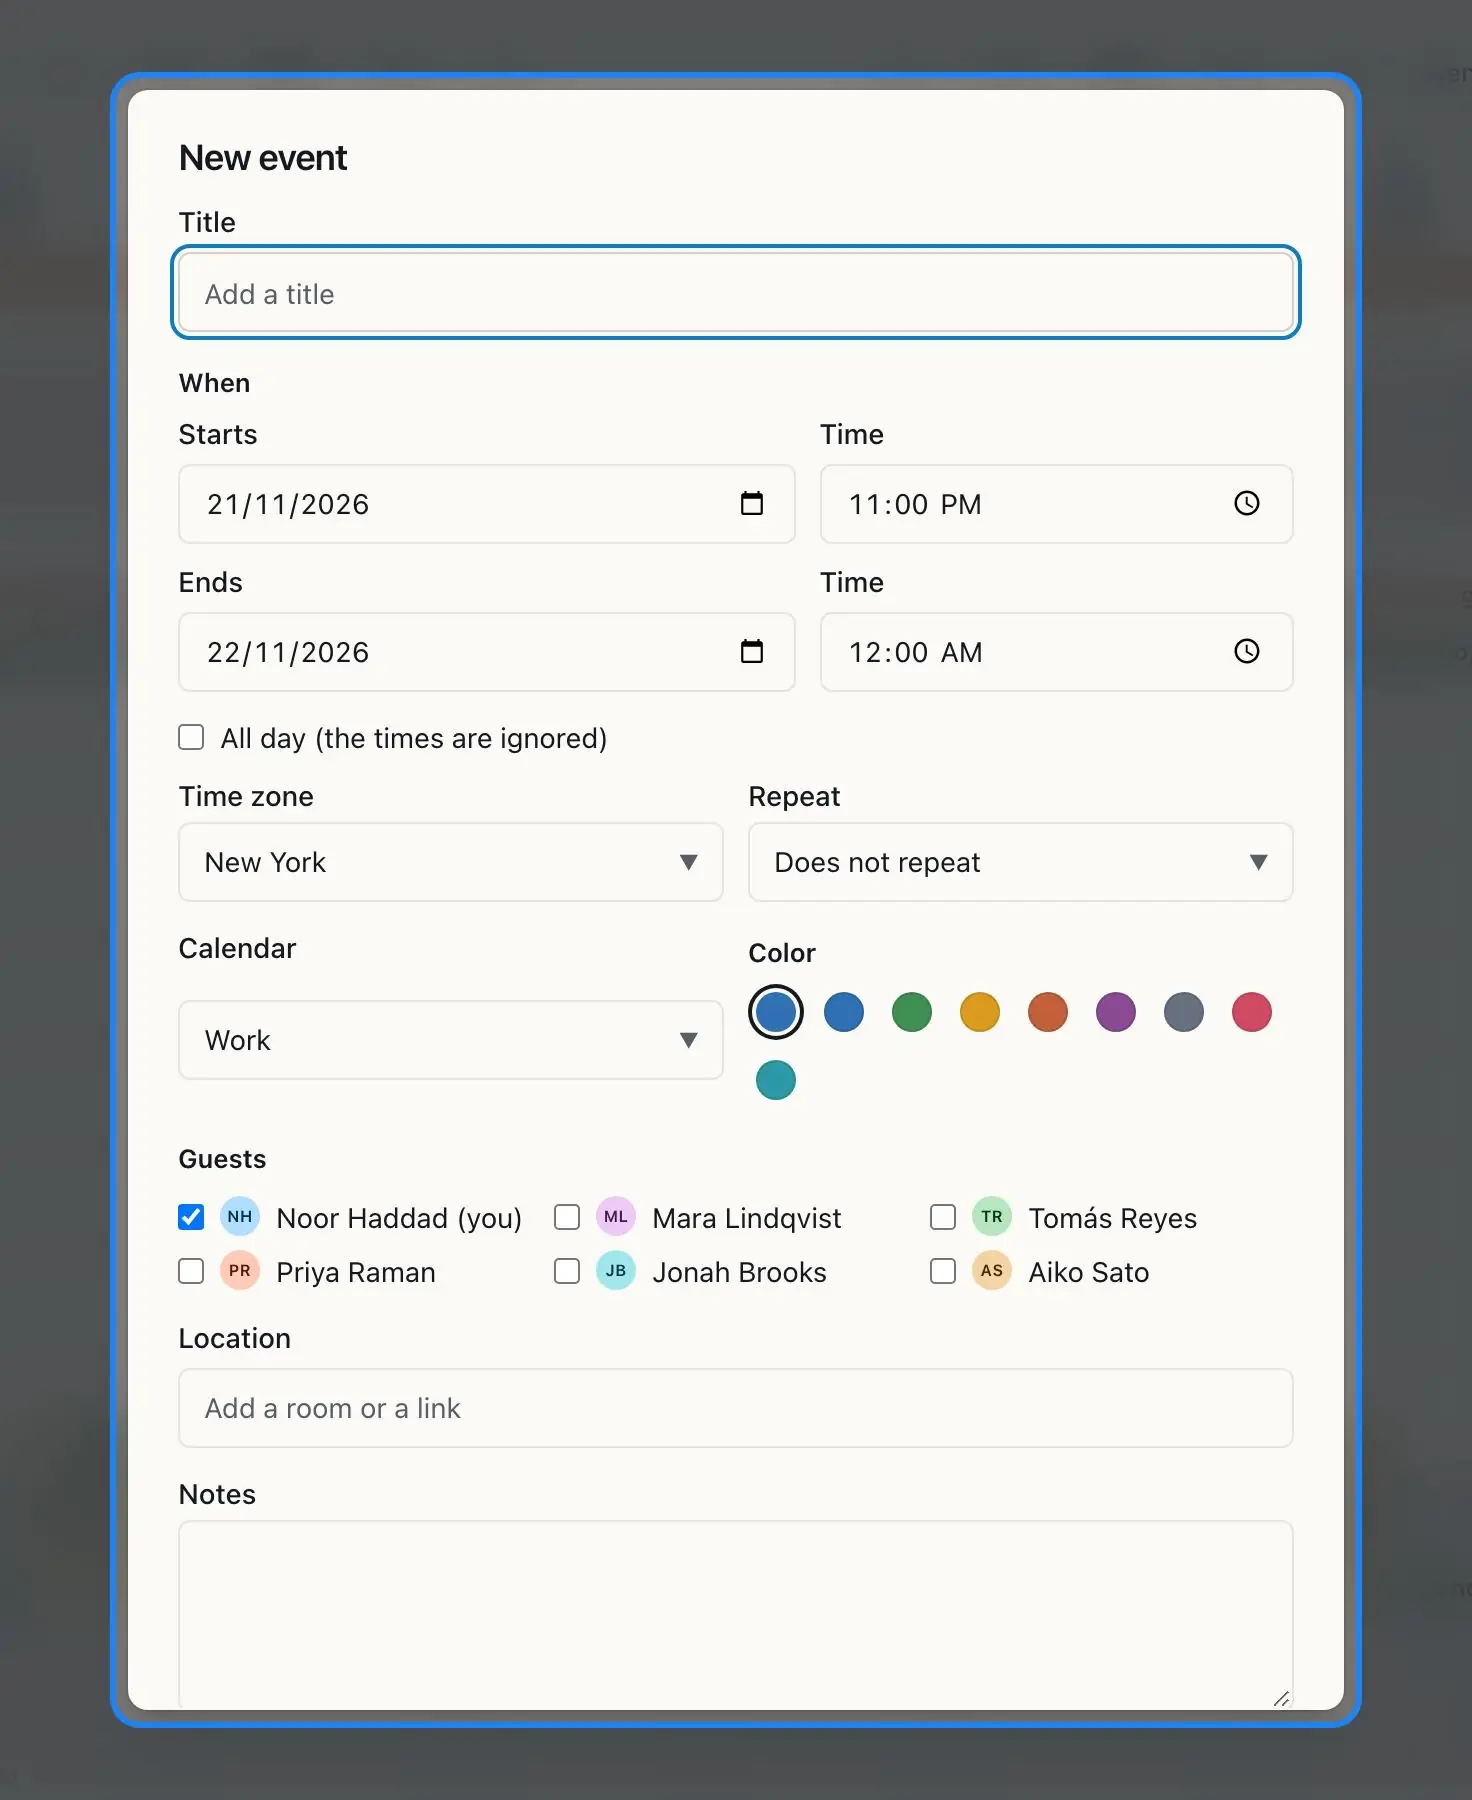 New event
Title
Add a title
When
Starts Time
21/11/2026 11:00 PM
Ends Time
22/11/2026 12:00 AM
All day (the times are ignored)
Time zone Repeat
New York Does not repeat
Calendar Color
Work
Guests
NH Noor Haddad (you) ML Mara Lindqvist TR Tomás Reyes
PR Priya Raman JB Jonah Brooks AS Aiko Sato
Location
Add a room or a link
Notes